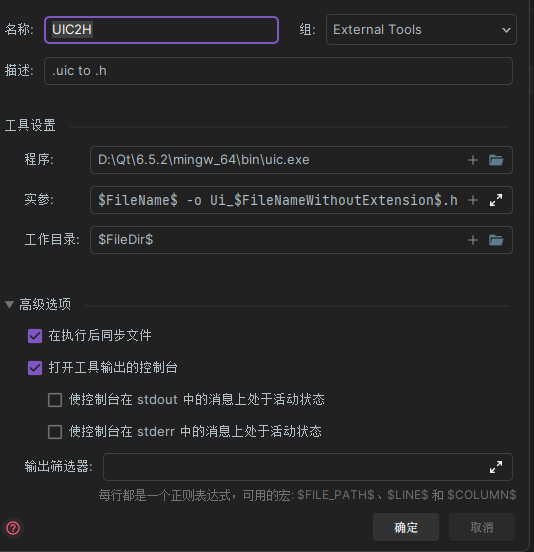 名称: UIC2H 组: External Tools
描述: .uic to .h
工具设置
程序: D:\Qt\6.5.2\mingw_64\bin\uic.exe
实参: $FileName$ -o Ui_$FileNameWithoutExtension$.h
工作目录: $FileDir$
高级选项
在执行后同步文件
打开工具输出的控制台
使控制台在 stdout 中的消息上处于活动状态
使控制台在 stderr 中的消息上处于活动状态
输出筛选器:
每行都是一个正则表达式，可用的宏: $FILE_PATH$、$LINE$ 和 $COLUMN$
确定 取消